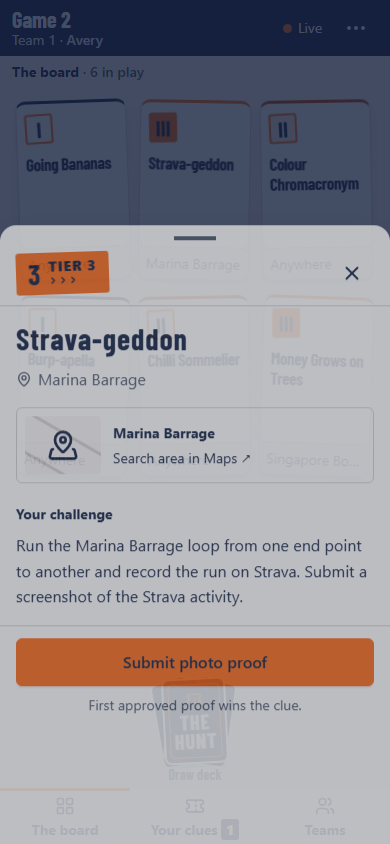 Game 2
Team 1 · Avery
Live
The board · 6 in play
I
III
II
Going Bananas
Strava-geddon
Colour
Chromacronym
Marina Barrage
Anywhere
3 TIER 3
Strava-geddon
Burp-apella
Chilli Sommelier
Money Grows on
Trees
Marina Barrage
Marina Barrage
Search area in Maps ↗
Anywhere
Singapore Bo...
Your challenge
Run the Marina Barrage loop from one end point
to another and record the run on Strava. Submit a
screenshot of the Strava activity.
Submit photo proof
First approved proof wins the clue.
THE
HUNT
Draw deck
The board
Your clues 1
Teams